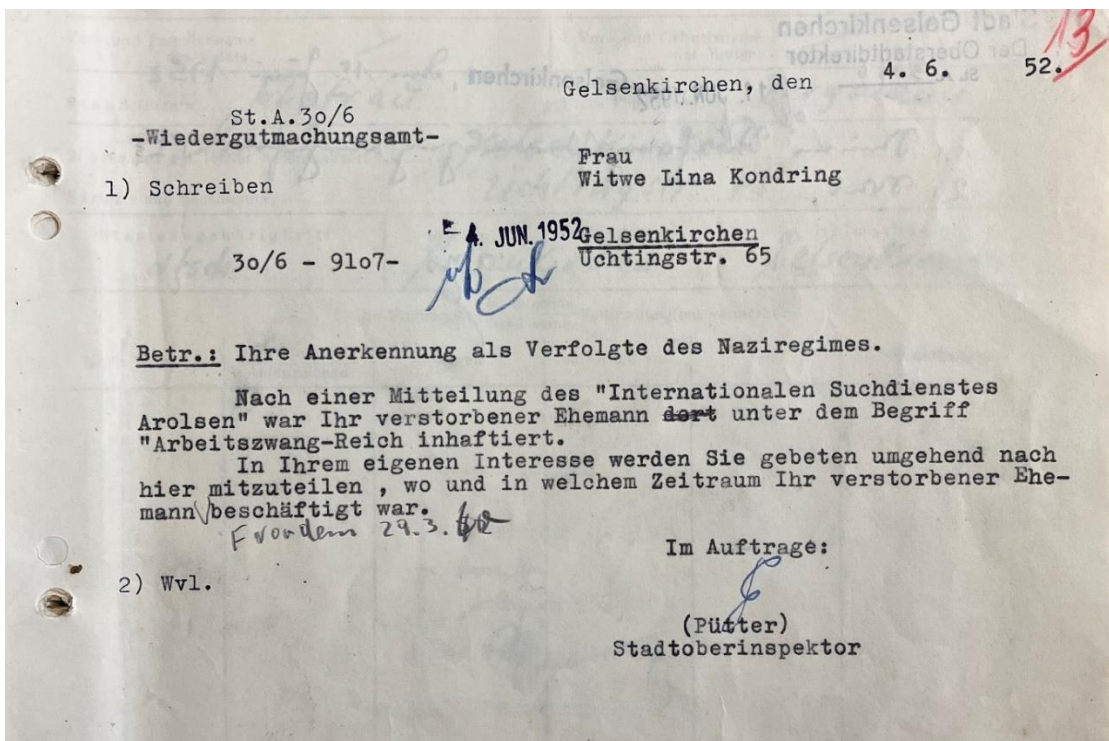 13
Gelsenkirchen, den 4. 6. 52.
St.A.3o/6
-Wiedergutmachungsamt-
Frau
Witwe Lina Kondring
1) Schreiben
4. JUN. 1952
Gelsenkirchen
Uchtingstr. 65
3o/6 - 91o7-
Betr.: Ihre Anerkennung als Verfolgte des Naziregimes.
Nach einer Mitteilung des "Internationalen Suchdienstes
Arolsen" war Ihr verstorbener Ehemann dort unter dem Begriff
"Arbeitszwang-Reich inhaftiert.
In Ihrem eigenen Interesse werden Sie gebeten umgehend nach
hier mitzuteilen , wo und in welchem Zeitraum Ihr verstorbener Ehe-
mann beschäftigt war.
vor dem 29.3.
Im Auftrage:
2) Wvl.
(Pütter)
Stadtoberinspektor